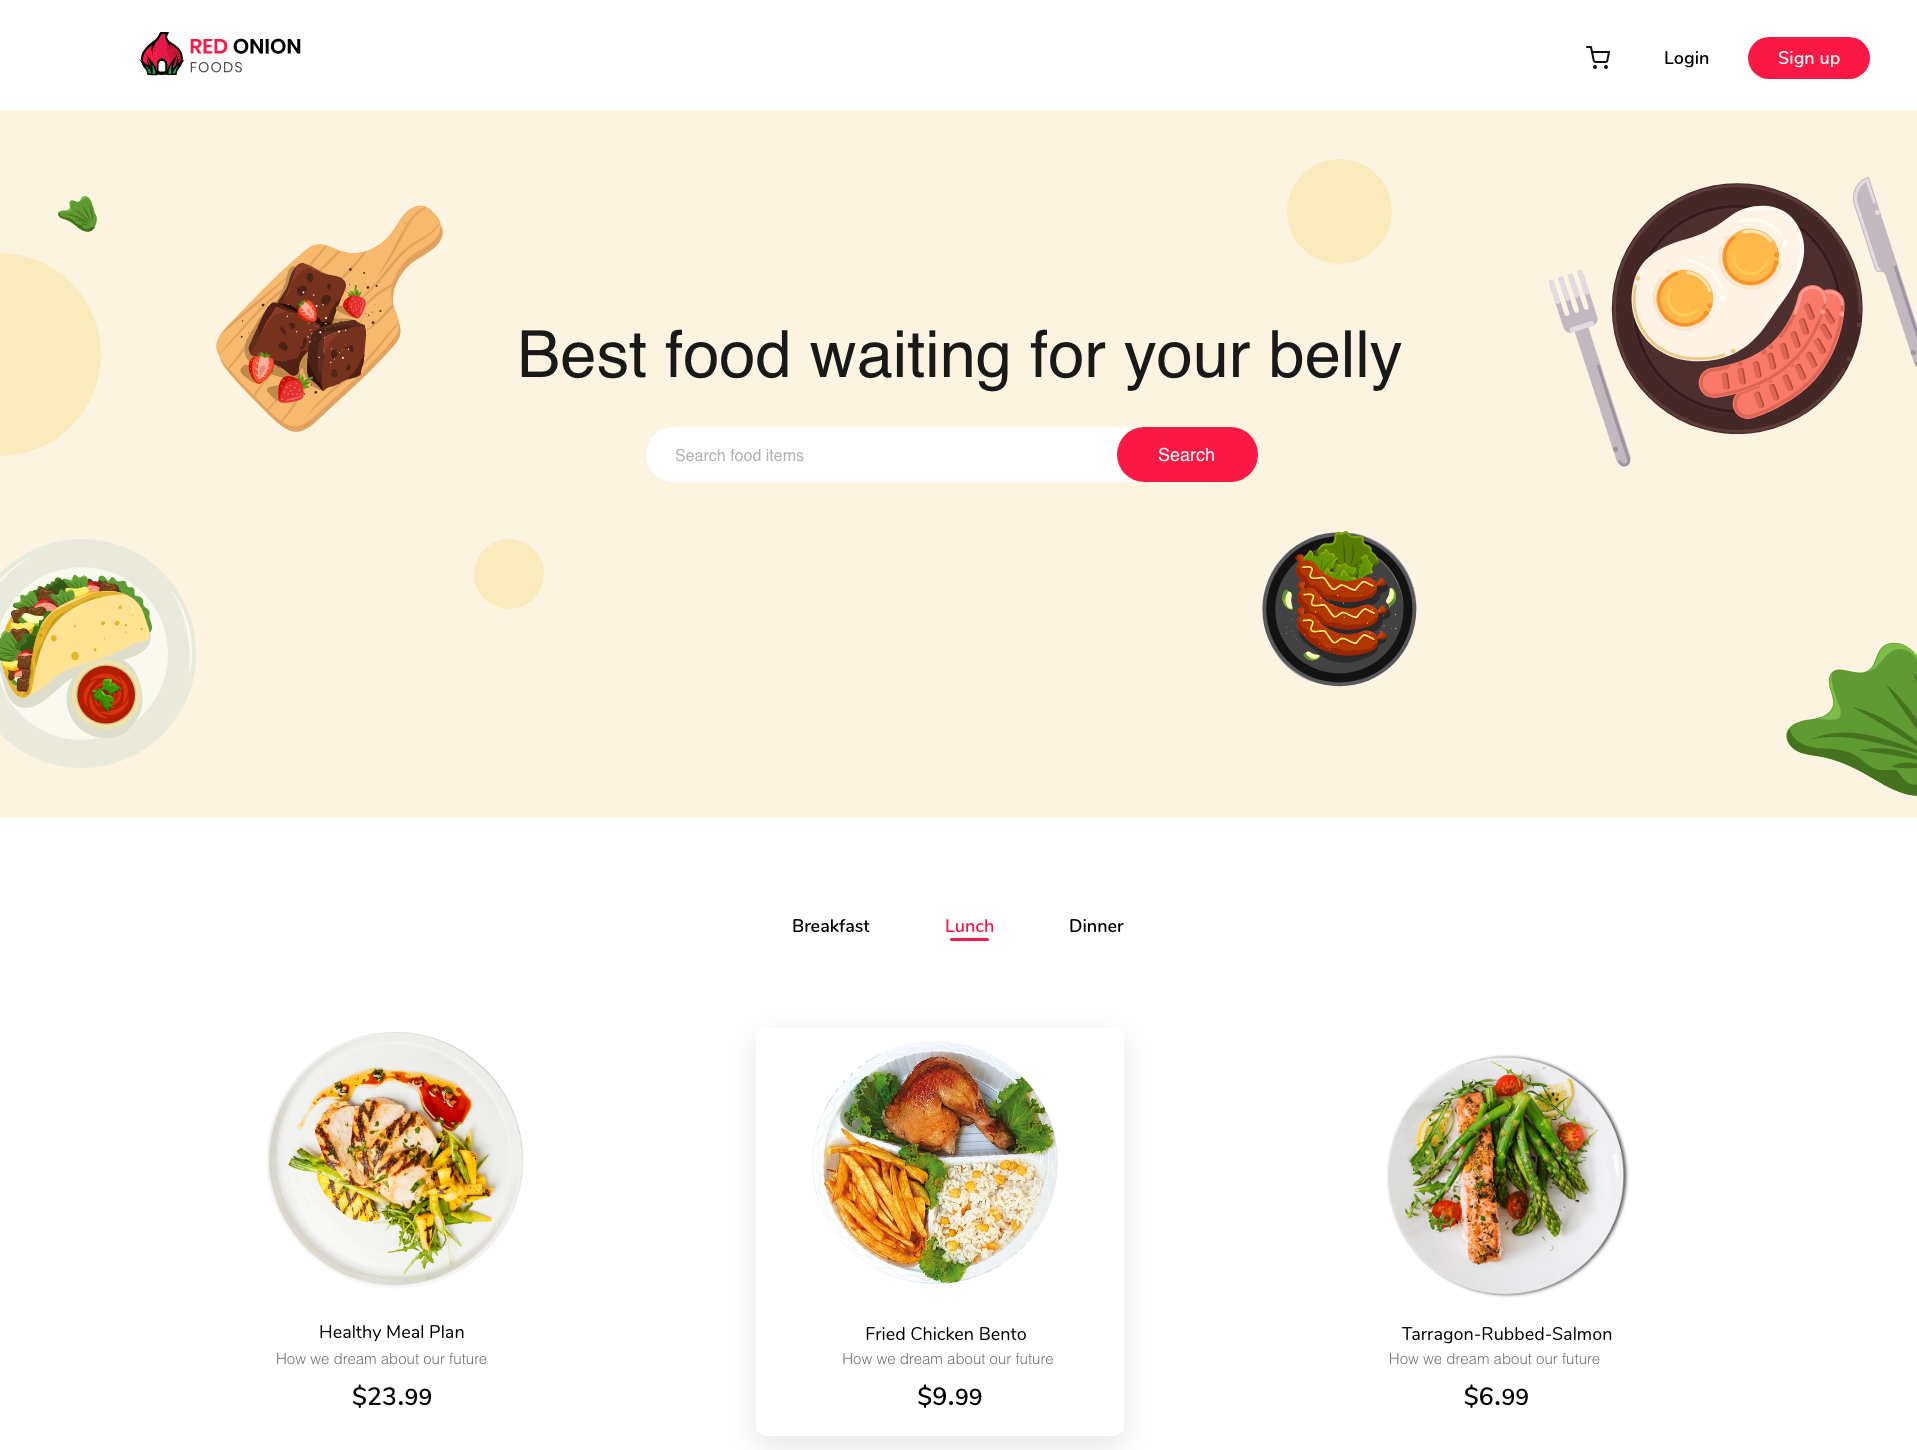 RED ONION
FOODS
Login
Sign up
Best food waiting for your belly
Search food items
Search
Breakfast
Lunch
Dinner
Healthy Meal Plan
How we dream about our future
$23.99
Fried Chicken Bento
How we dream about our future
$9.99
Tarragon-Rubbed-Salmon
How we dream about our future
$6.99